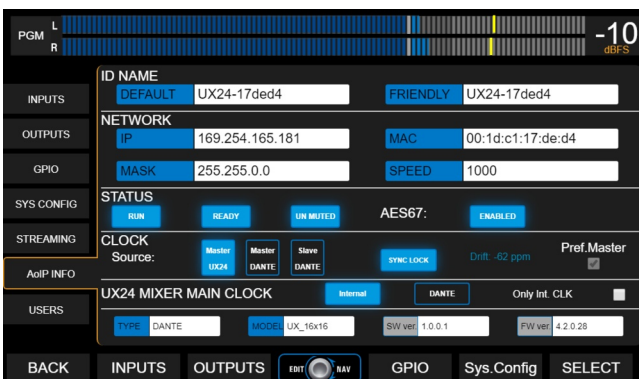 L
PGM
R
-10
dBFS
INPUTS
OUTPUTS
GPIO
SYS CONFIG
STREAMING
AoIP INFO
USERS
ID NAME
DEFAULT UX24-17ded4 FRIENDLY UX24-17ded4
NETWORK
IP 169.254.165.181 MAC 00:1d:c1:17:de:d4
MASK 255.255.0.0 SPEED 1000
STATUS
RUN READY UN MUTED AES67: ENABLED
CLOCK
Source: Master UX24 Master DANTE Slave DANTE SYNC LOCK Drift: -62 ppm Pref.Master
UX24 MIXER MAIN CLOCK Internal DANTE Only Int. CLK
TYPE DANTE MODEL UX_16x16 SW ver. 1.0.0.1 FW ver. 4.2.0.28
BACK INPUTS OUTPUTS EDIT NAV GPIO Sys.Config SELECT